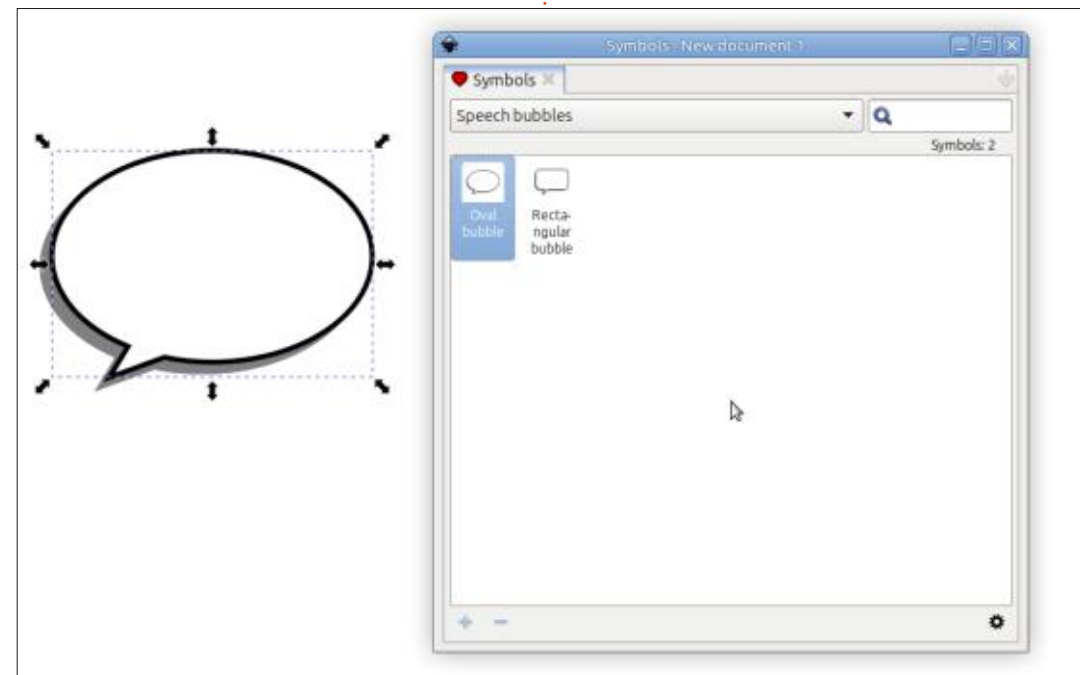 Symbols - New document 1
Symbols
Speech bubbles
Symbols: 2
Oval
bubble
Recta-
ngular
bubble